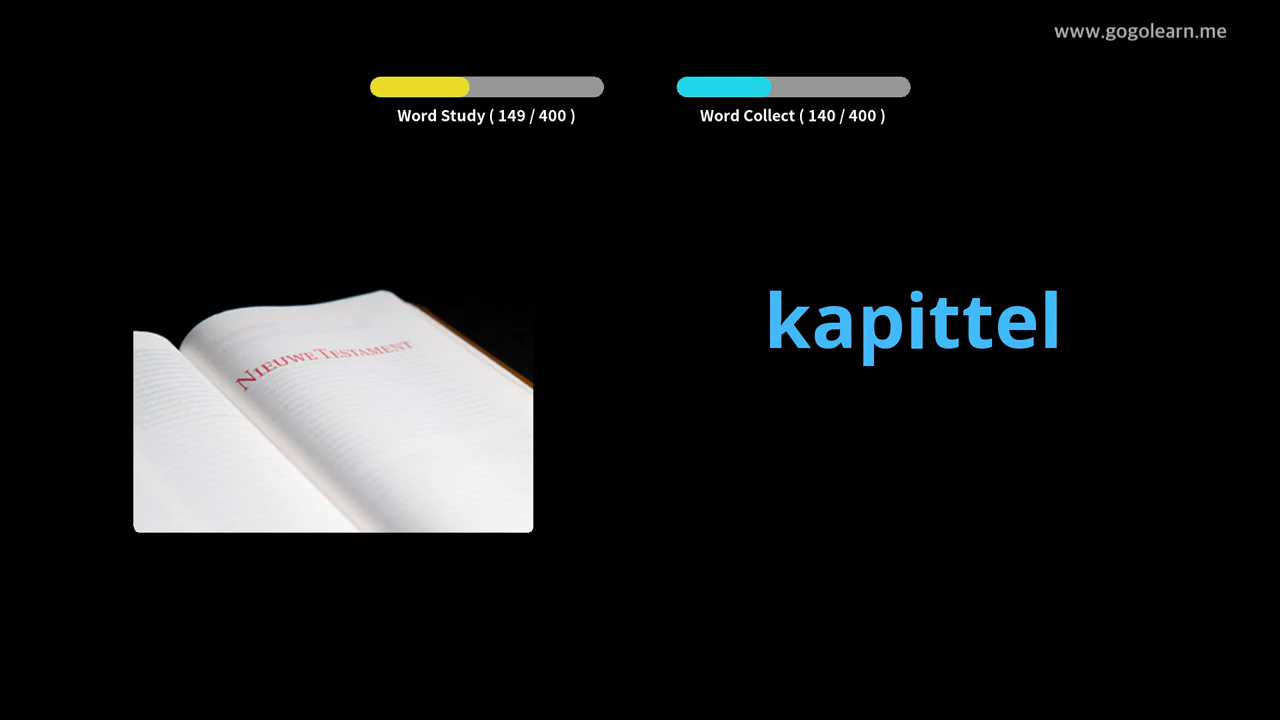 www.gogolearn.me
Word Study ( 149 / 400 )
Word Collect ( 140 / 400 )
NIEUWE TESTAMENT
kapittel